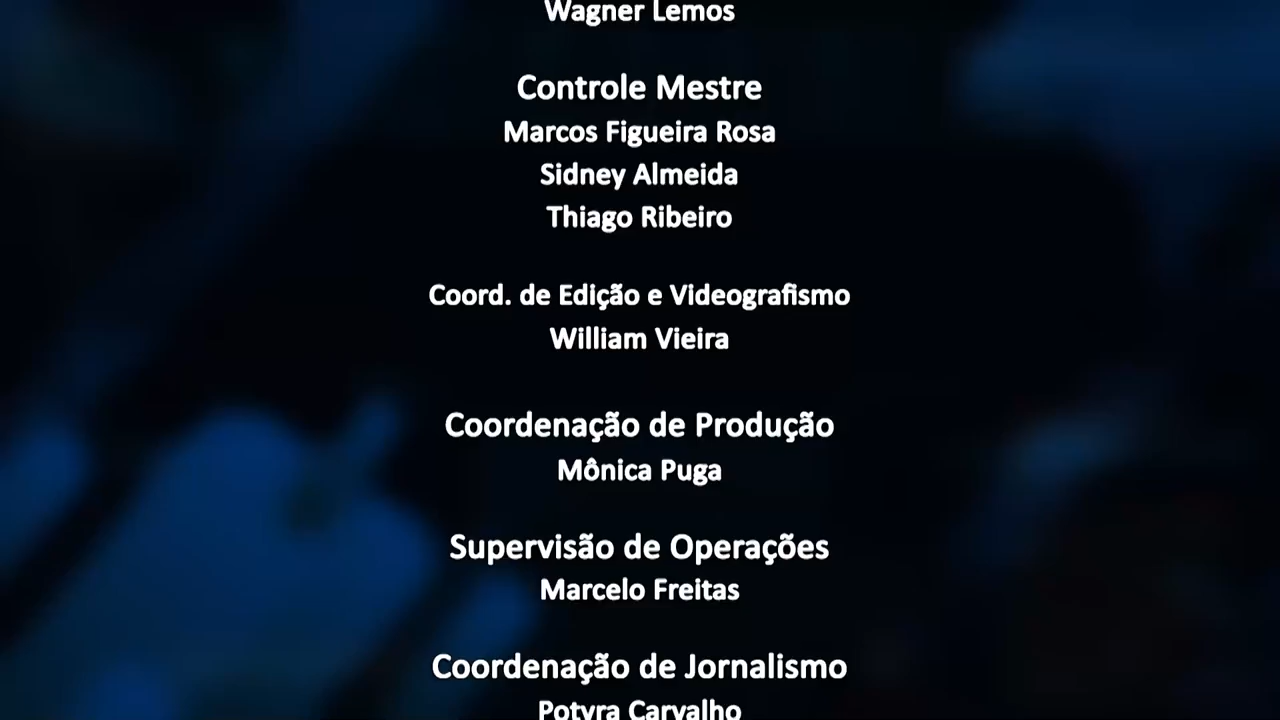 Wagner Lemos
Controle Mestre
Marcos Figueira Rosa
Sidney Almeida
Thiago Ribeiro
Coord. de Edição e Videografismo
William Vieira
Coordenação de Produção
Mônica Puga
Supervisão de Operações
Marcelo Freitas
Coordenação de Jornalismo
Potyra Carvalho